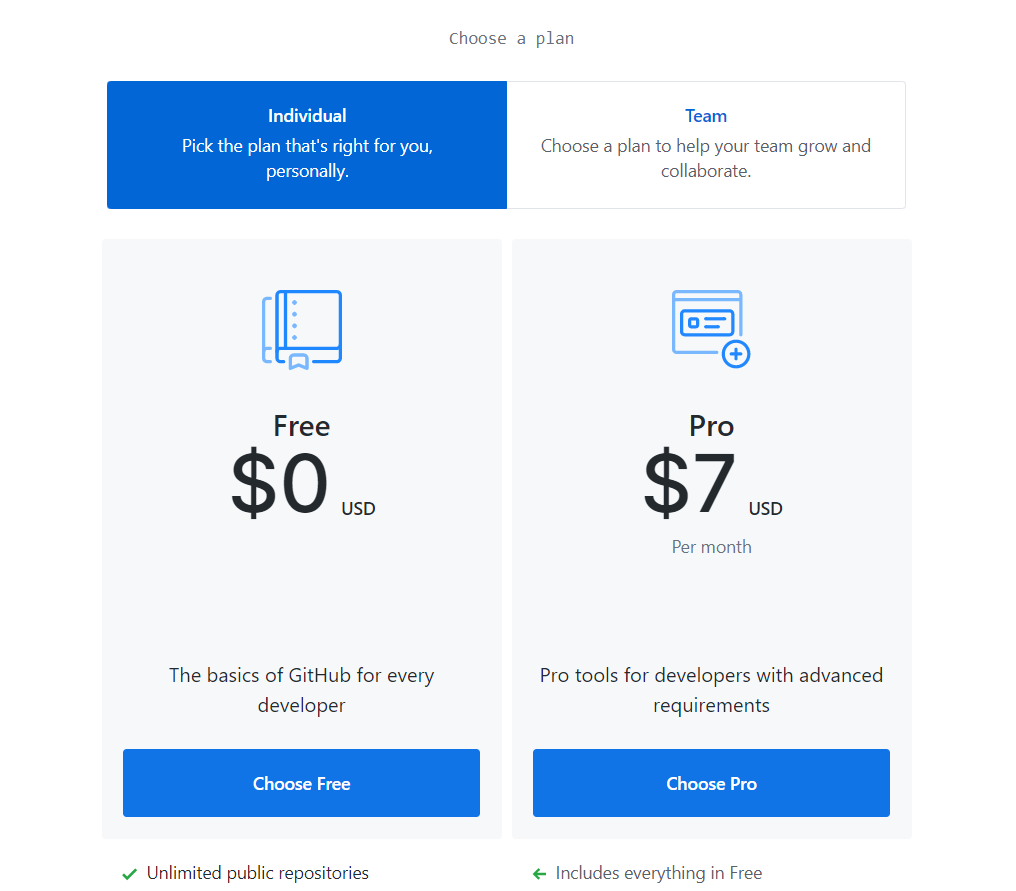 Choose a plan
Individual
Pick the plan that's right for you,
personally.
Team
Choose a plan to help your team grow and
collaborate.
Free
$0 USD
The basics of GitHub for every
developer
Choose Free
Unlimited public repositories
Pro
$7 USD
Per month
Pro tools for developers with advanced
requirements
Choose Pro
Includes everything in Free